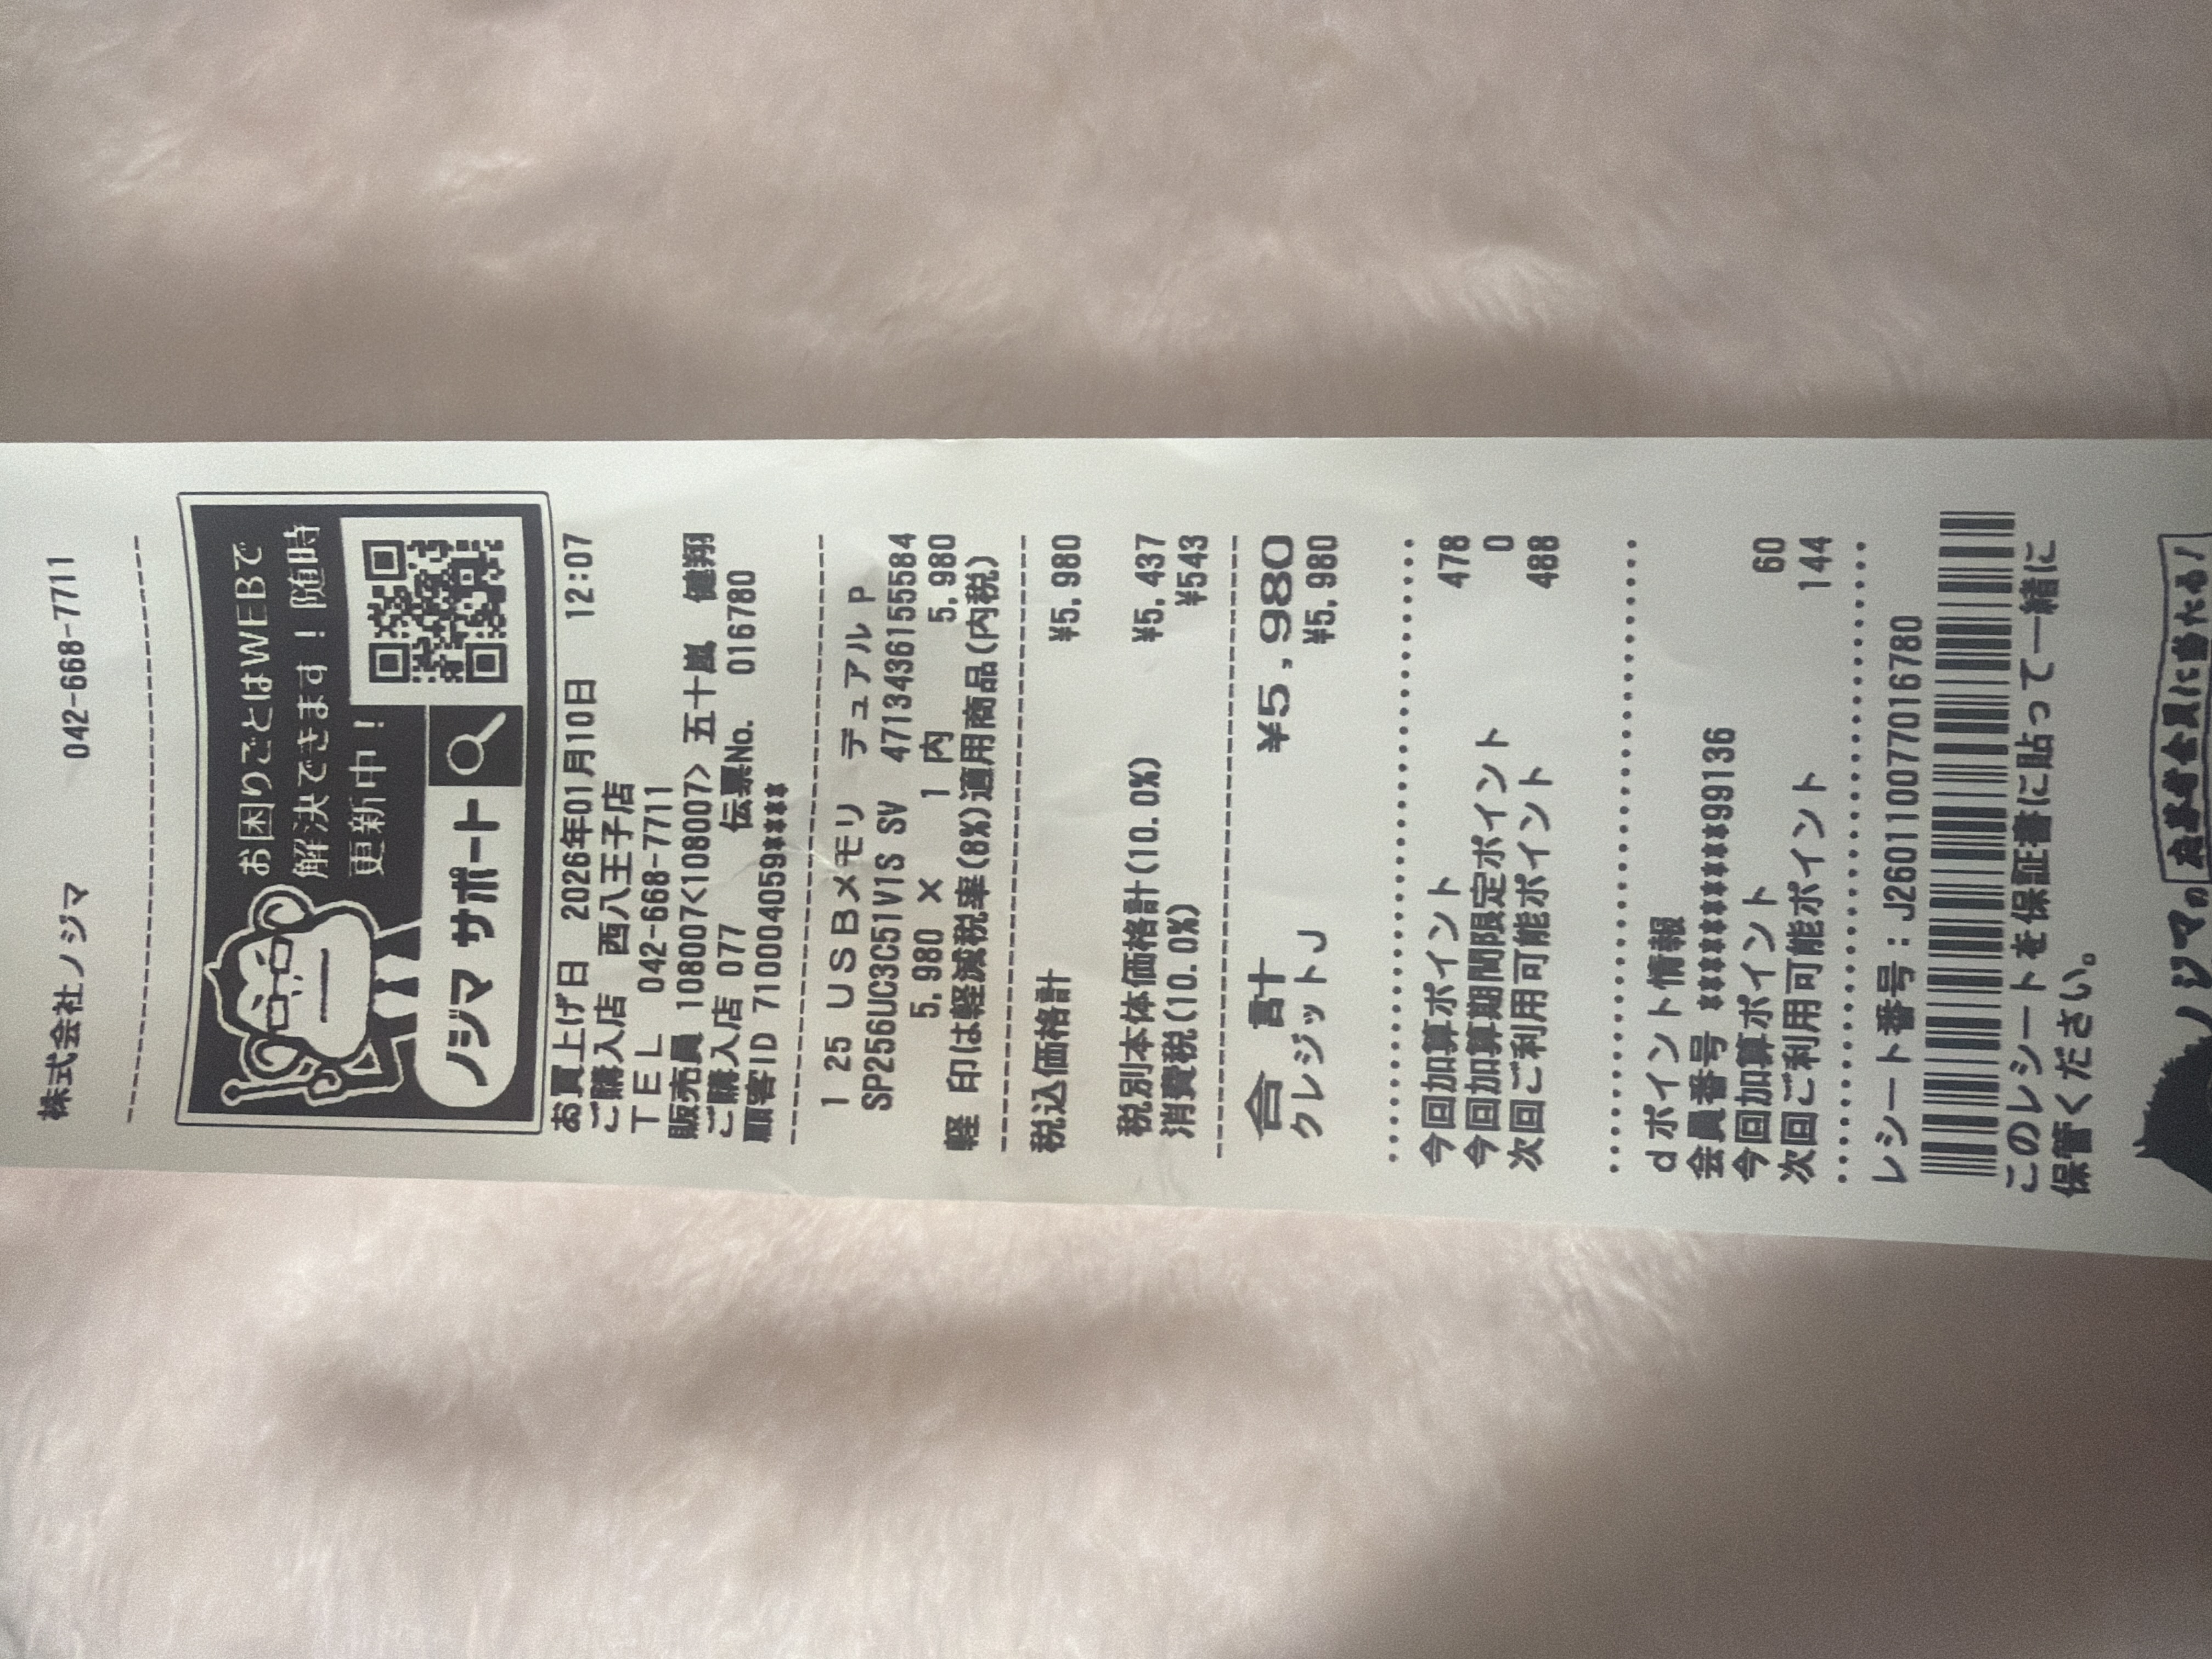 株式会社ノジマ 042-668-7711
お困りごとはWEBで
解決できます！随時
更新中！
ノジマ サポート
お買上げ日 2026年01月10日 12:07
ご購入店 西八王子店
ＴＥＬ 042-668-7711
販売員 108007<108007> 五十嵐 健翔
ご購入店 077 伝票No. 016780
顧客ID 710004059****
1 25 ＵＳＢメモリ デュアルＰ
SP256UC3C51V1S SV 4713436155584
5,980 × 1 内 5,980
軽 印は軽減税率(8%)適用商品(内税)
税込価格計 ¥5,980
税別本体価格計(10.0%) ¥5,437
消費税(10.0%) ¥543
合 計 ¥5,980
クレジットJ ¥5,980
今回加算ポイント 478
今回加算期間限定ポイント 0
次回ご利用可能ポイント 488
dポイント情報
会員番号 *********99136
今回加算ポイント 60
次回ご利用可能ポイント 144
レシート番号：J26011007７016780
このレシートを保証書に貼って一緒に
保管ください。
ノジマの